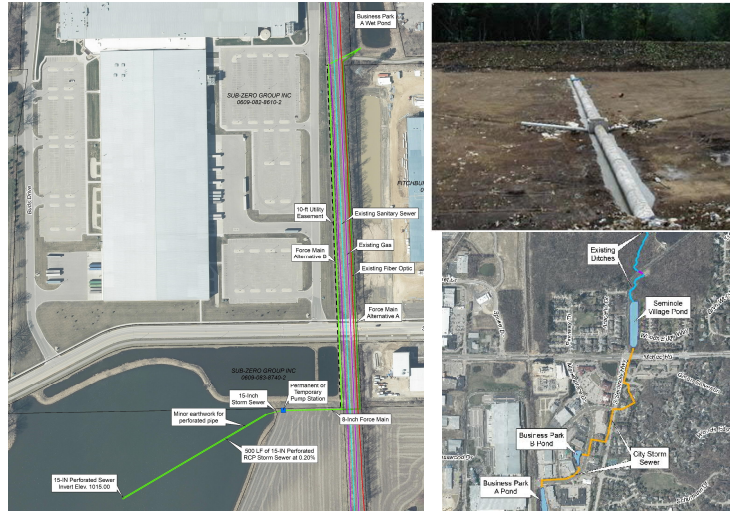 Business Park
A Wet Pond
SUB-ZERO GROUP INC
0609-082-8610-2
Budd Drive
10-ft Utility
Easement
Existing Sanitary Sewer
Existing Gas
Force Main
Alternative B
Existing Fiber Optic
Force Main
Alternative A
SUB-ZERO GROUP INC
0609-083-8740-2
Permanent or
Temporary
Pump Station
15-Inch
Storm Sewer
Minor earthwork for
perforated pipe
8-Inch Force Main
500 LF of 15-IN Perforated
RCP Storm Sewer at 0.20%
15-IN Perforated Sewer
Invert Elev. 1015.00
Existing
Ditches
Seminole
Village Pond
Business Park
B Pond
City Storm
Sewer
Business Park
A Pond